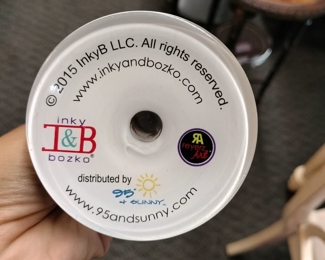 © 2015 InkyB LLC. All rights reserved.
www.inkyandbozko.com
inky
I&B
bozko®
distributed by
95°
& SUNNY
www.95andsunny.com